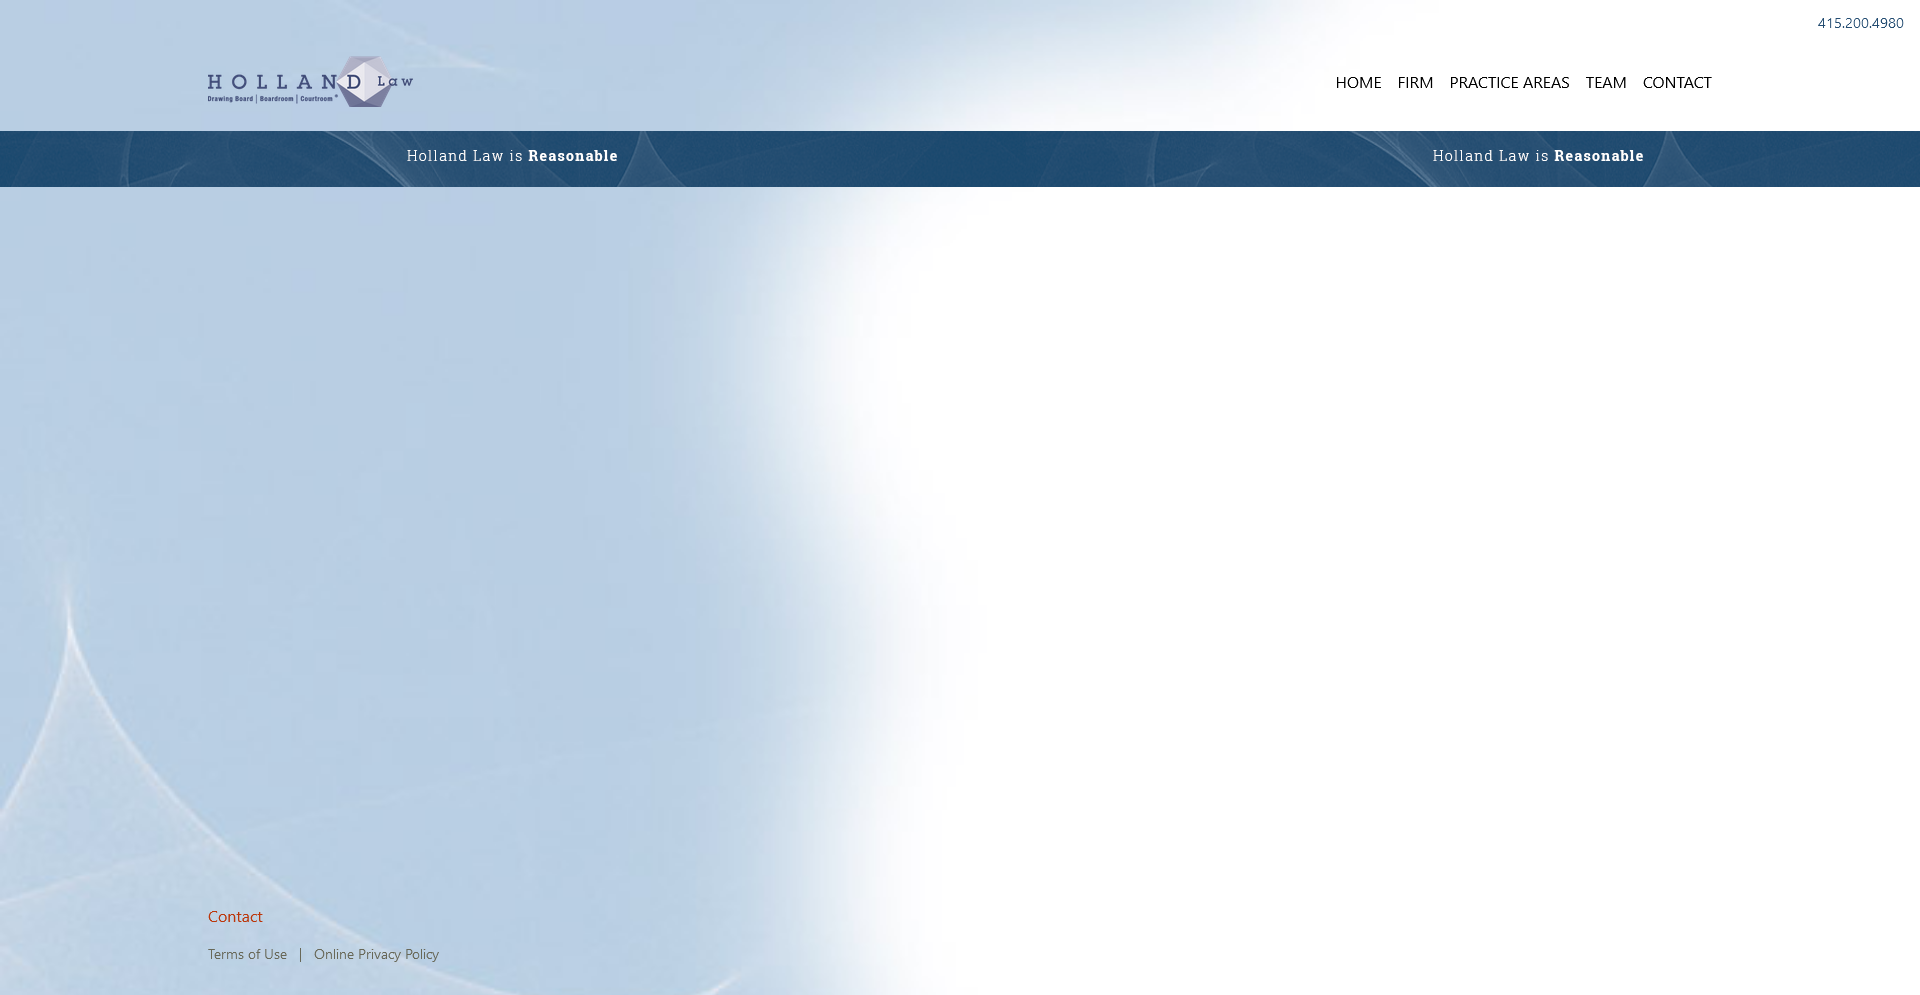 415.200.4980
HOLLAND Law
Drawing Board | Boardroom | Courtroom
HOME FIRM PRACTICE AREAS TEAM CONTACT
Holland Law is Reasonable
Holland Law is Reasonable
Contact
Terms of Use | Online Privacy Policy